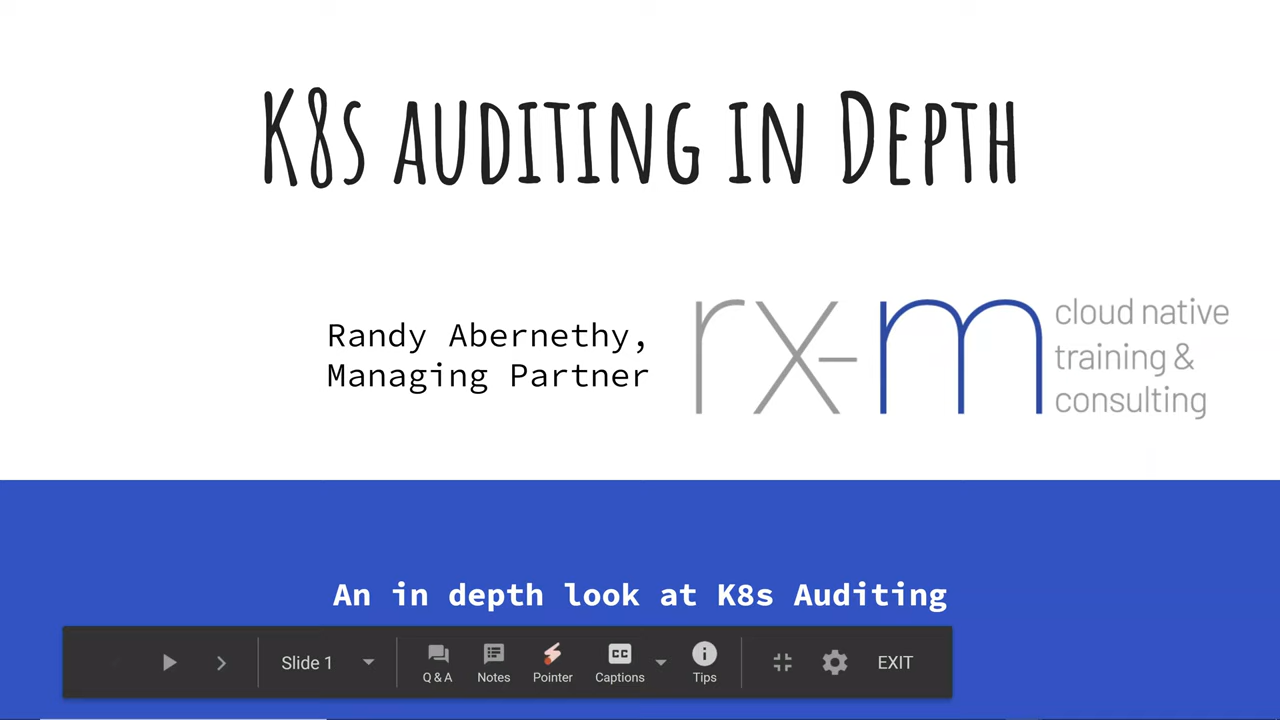 K8s auditing in Depth
Randy Abernethy,
Managing Partner
rx-m
cloud native
training &
consulting
An in depth look at K8s Auditing
Slide 1
Q & A
Notes
Pointer
CC
Captions
Tips
EXIT